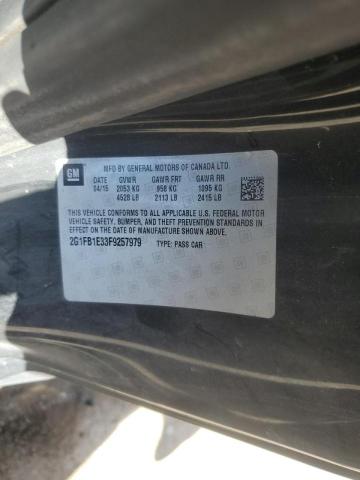 GM
MFD BY GENERAL MOTORS OF CANADA LTD.
DATE GVWR GAWR FRT GAWR RR
04/15 2053 KG 958 KG 1095 KG
4528 LB 2113 LB 2415 LB
THIS VEHICLE CONFORMS TO ALL APPLICABLE U.S. FEDERAL MOTOR
VEHICLE SAFETY, BUMPER, AND THEFT PREVENTION STANDARDS
IN EFFECT ON THE DATE OF MANUFACTURE SHOWN ABOVE.
2G1FB1E33F9257979 TYPE: PASS CAR